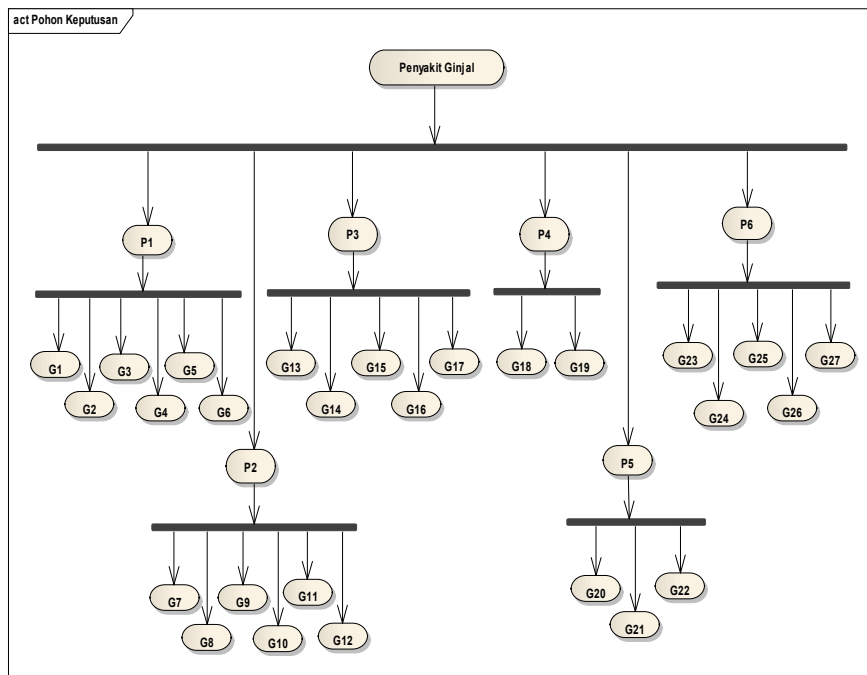 act Pohon Keputusan
Penyakit Ginjal
P1
P3
P4
P6
G1
G2
G3
G4
G5
G6
G13
G14
G15
G16
G17
G18
G19
G23
G24
G25
G26
G27
P2
P5
G7
G8
G9
G10
G11
G12
G20
G21
G22